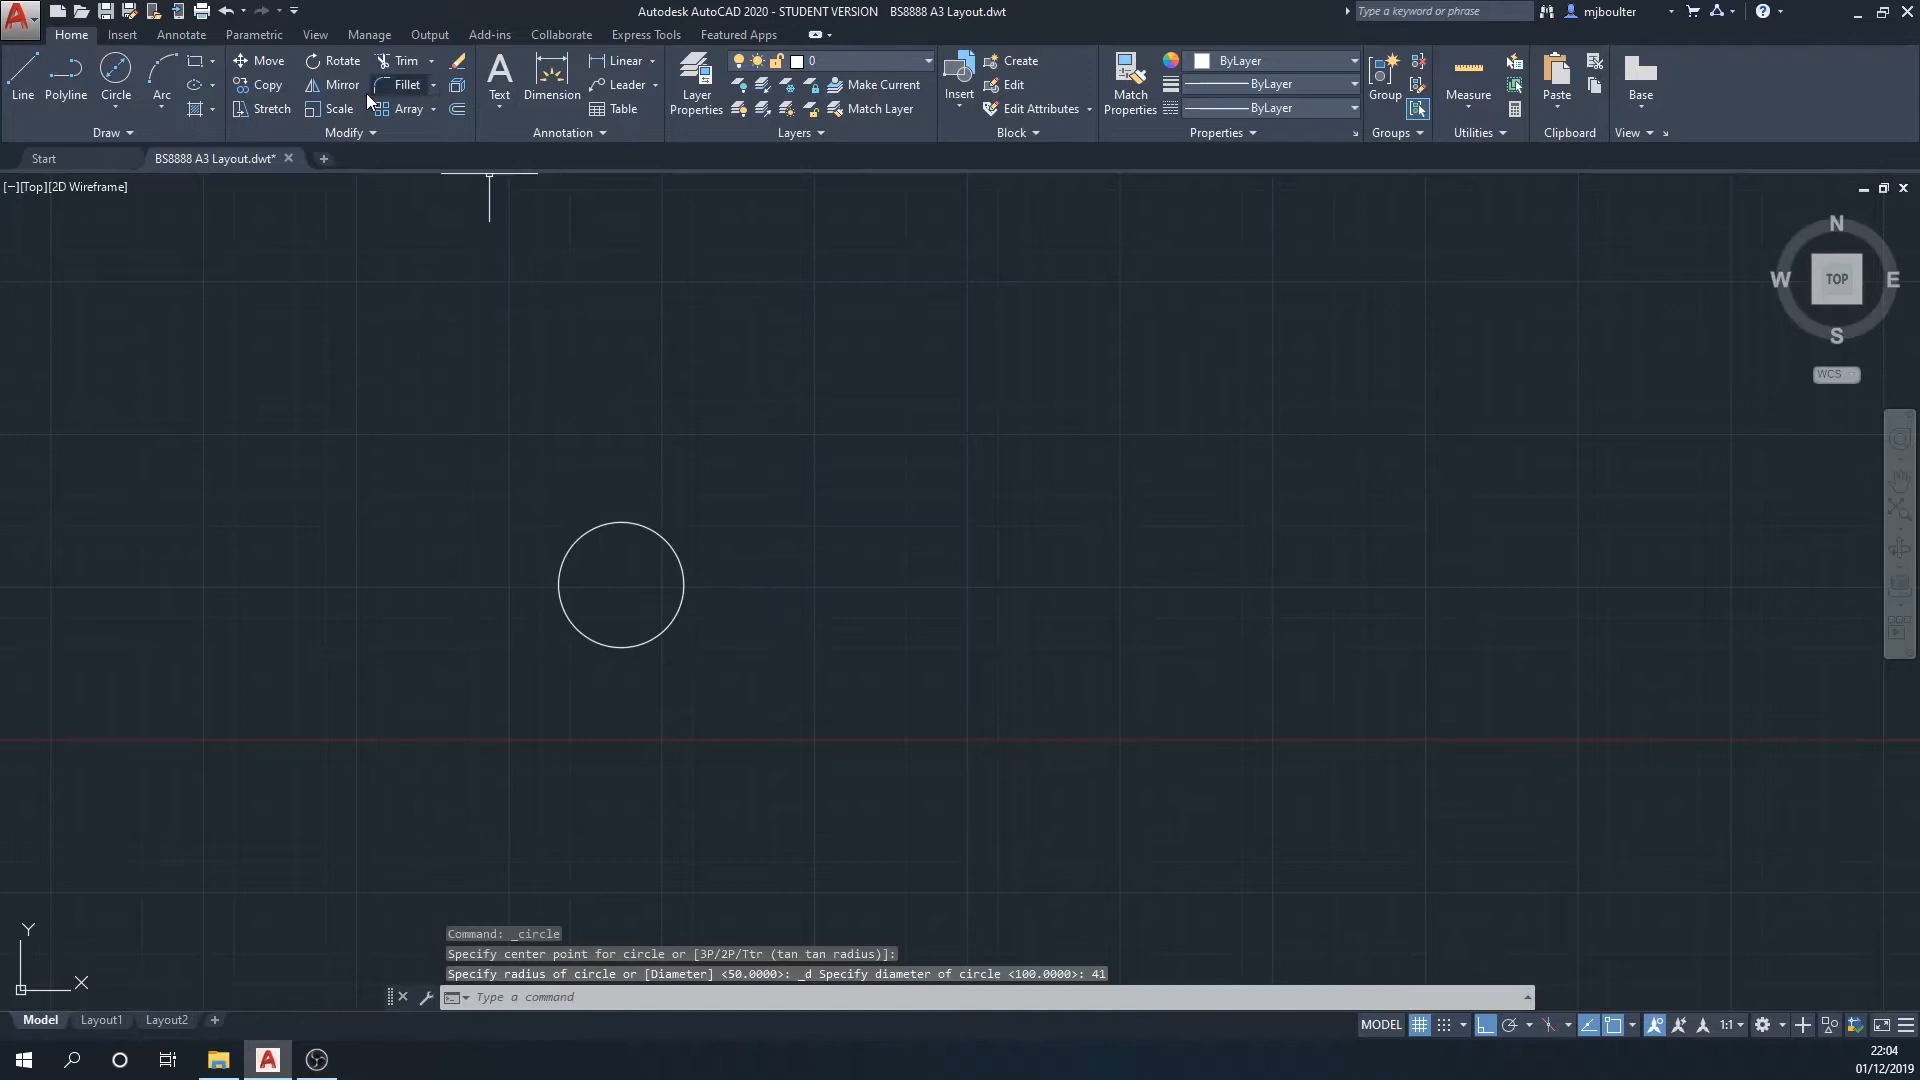 Autodesk AutoCAD 2020 - STUDENT VERSION BS8888 A3 Layout.dwt
Type a keyword or phrase
mjboulter
Home Insert Annotate Parametric View Manage Output Add-ins Collaborate Express Tools Featured Apps
Line Polyline Circle Arc
Draw
Move Rotate Trim
Copy Mirror Fillet
Stretch Scale Array
Modify
Text Dimension
Linear
Leader
Table
Annotation
Layer Properties
0
Make Current
Match Layer
Layers
Insert
Create
Edit
Edit Attributes
Block
Match Properties
ByLayer
ByLayer
ByLayer
Properties
Group
Groups
Measure
Utilities
Paste
Clipboard
Base
View
Start BS8888 A3 Layout.dwt*
[−][Top][2D Wireframe]
N
W TOP E
S
WCS
Y
X
Command: _circle
Specify center point for circle or [3P/2P/Ttr (tan tan radius)]:
Specify radius of circle or [Diameter] <50.0000>: _d Specify diameter of circle <100.0000>: 41
Type a command
Model Layout1 Layout2
MODEL 1:1
22:04
01/12/2019